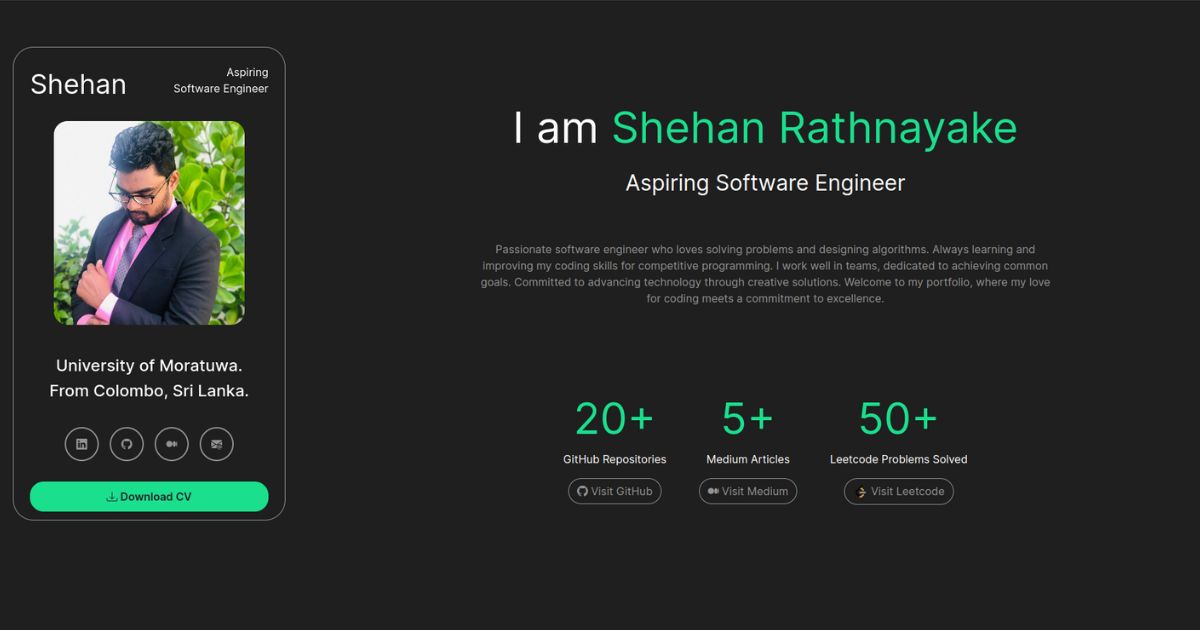 Shehan
Aspiring
Software Engineer
University of Moratuwa.
From Colombo, Sri Lanka.
Download CV
I am Shehan Rathnayake
Aspiring Software Engineer
Passionate software engineer who loves solving problems and designing algorithms. Always learning and
improving my coding skills for competitive programming. I work well in teams, dedicated to achieving common
goals. Committed to advancing technology through creative solutions. Welcome to my portfolio, where my love
for coding meets a commitment to excellence.
20+ 5+ 50+
GitHub Repositories Medium Articles Leetcode Problems Solved
Visit GitHub Visit Medium Visit Leetcode